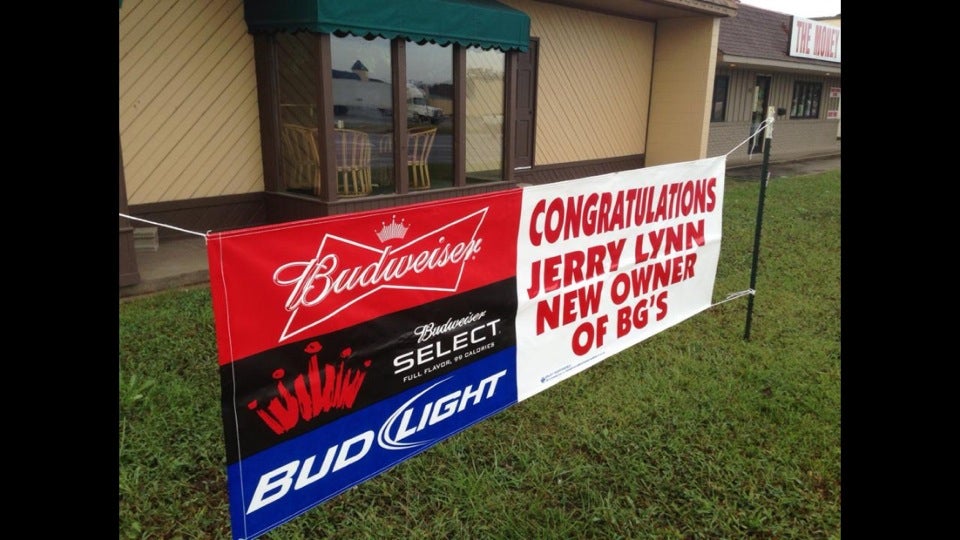 Budweiser
Budweiser
SELECT
FULL FLAVOR, 99 CALORIES
BUD LIGHT
CONGRATULATIONS
JERRY LYNN
NEW OWNER
OF BG'S
THE MONEY